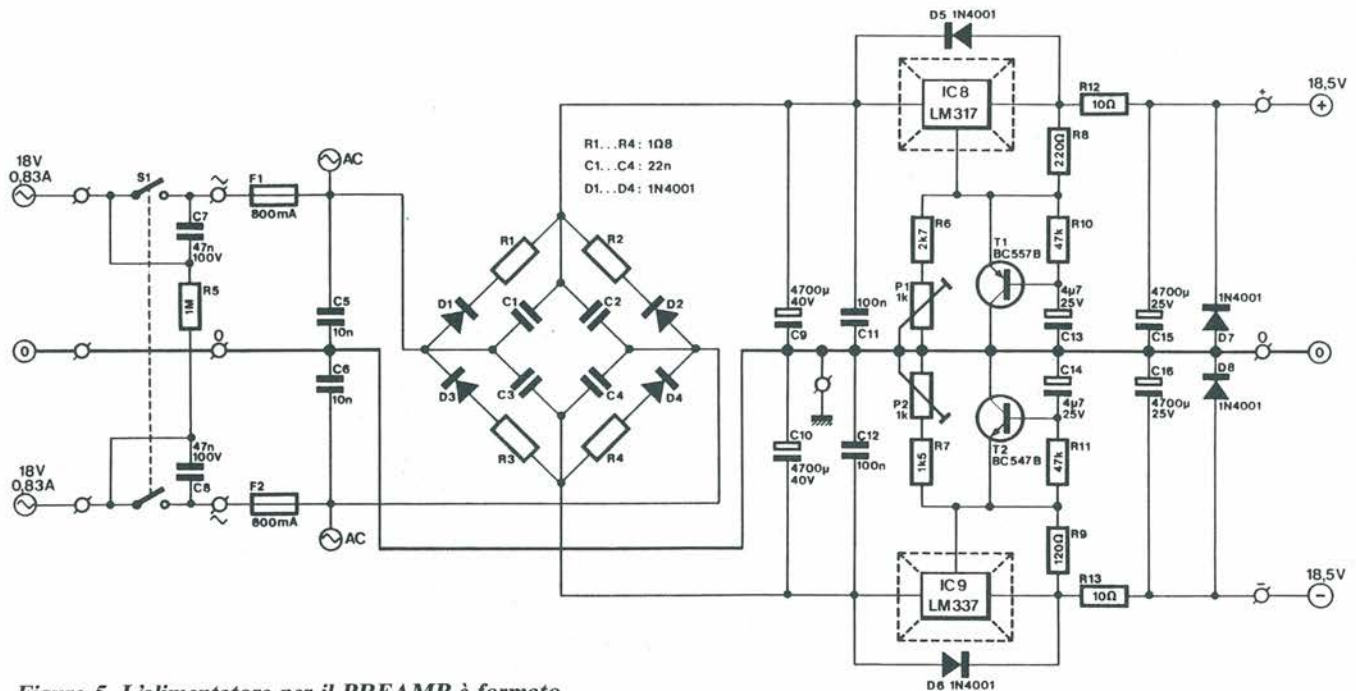 D5 1N4001
IC8
LM317
R12
10Ω
+
18,5V
+
R8
220Ω
R1...R4: 1Ω8
C1...C4: 22n
D1...D4: 1N4001
AC
18V
0,83A
S1
~
F1
800mA
C7
47n
100V
R5
1M
C5
10n
0
0
C6
10n
47n
100V
C8
18V
0,83A
~
F2
800mA
AC
R1
R2
D1
C1
C2
D2
D3
C3
C4
D4
R3
R4
4700µ
40V
C9
100n
C11
R6
2k7
P1
1k
T1
BC557B
R10
47k
4µ7
25V
C13
4700µ
25V
C15
1N4001
D7
0
0
C10
4700µ
40V
C12
100n
P2
1k
R7
1k5
T2
BC547B
C14
4µ7
25V
R11
47k
C16
4700µ
25V
D8
1N4001
R9
120Ω
IC9
LM337
R13
10Ω
–
18,5V
–
D6 1N4001
Figura 5. L'alimentatore per il PREAMP è formato